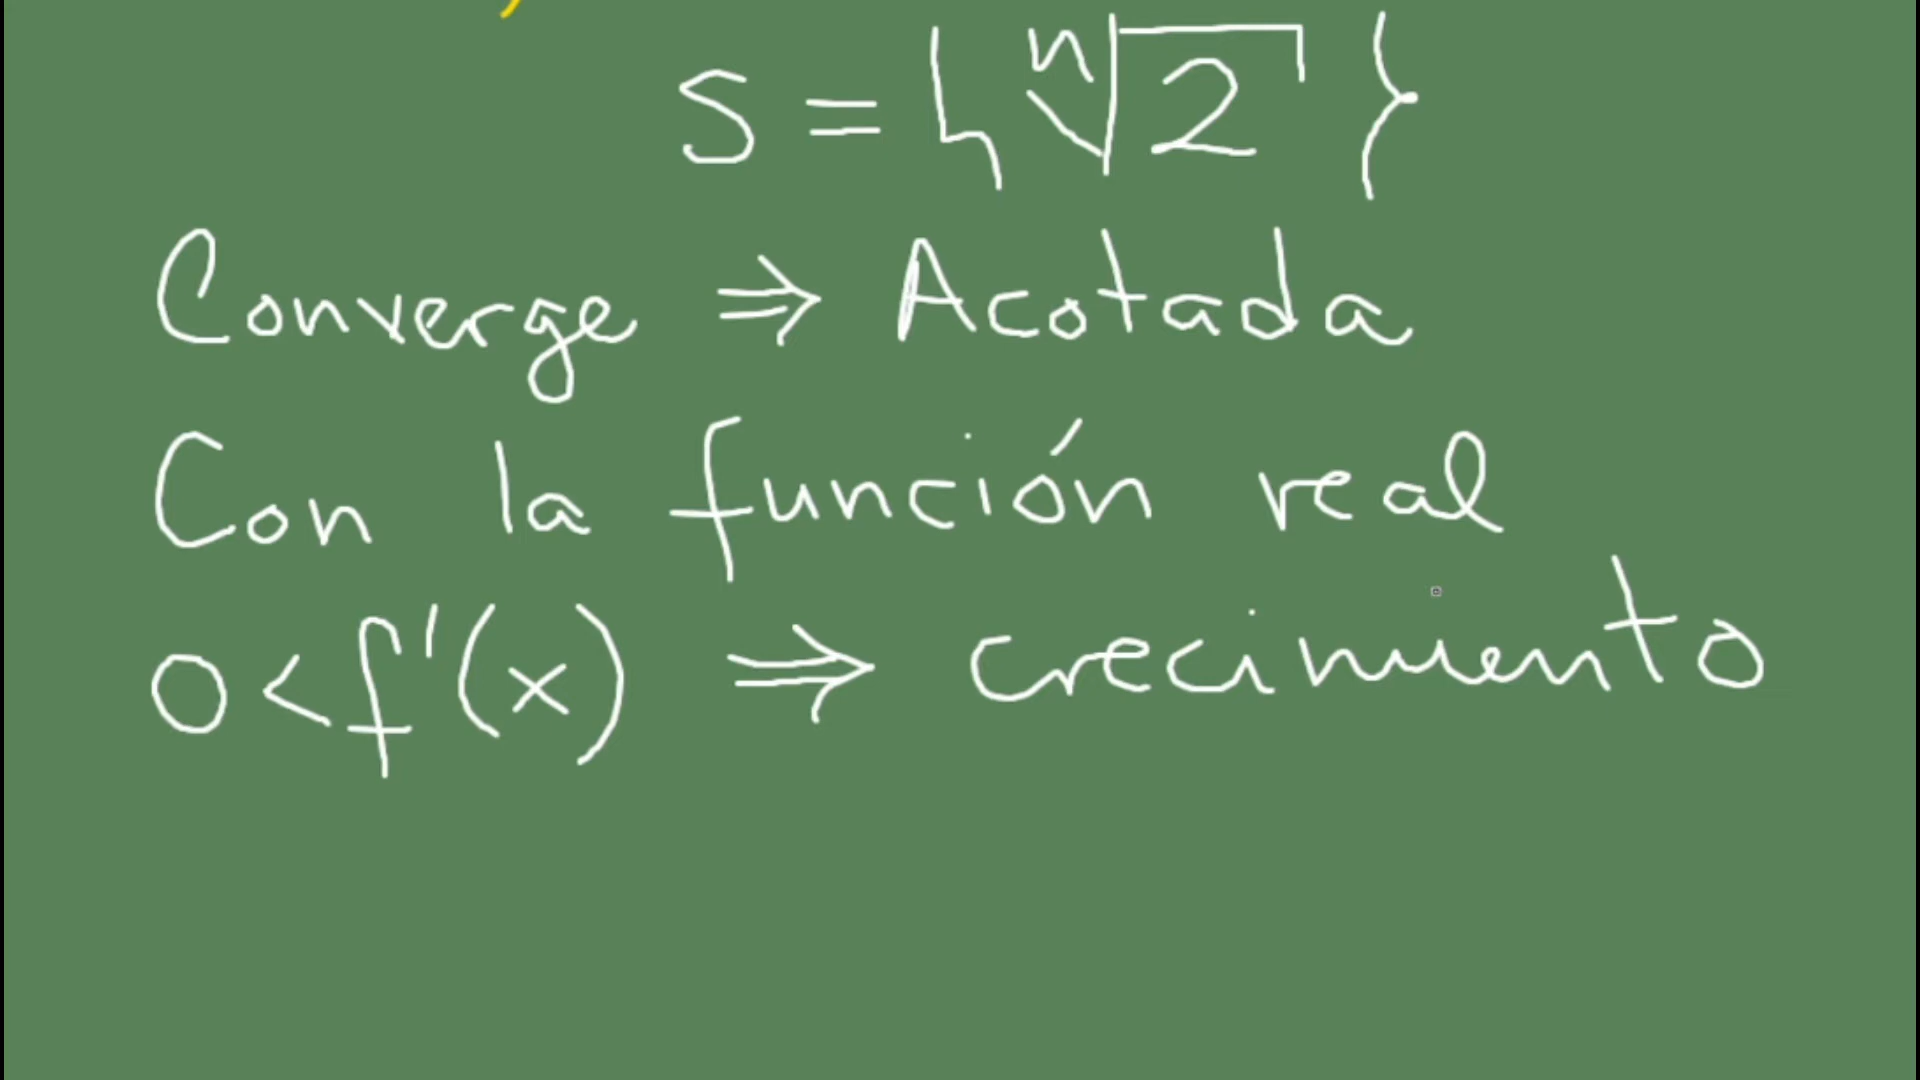 S = { ⁿ√2 }
Converge ⇒ Acotada
Con la función real
0 < f'(x) ⇒ crecimiento